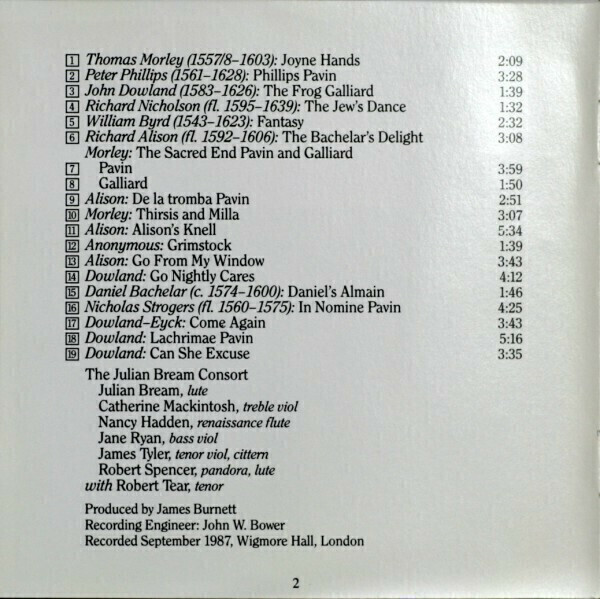 1 Thomas Morley (1557/8–1603): Joyne Hands 2:09
2 Peter Phillips (1561–1628): Phillips Pavin 3:28
3 John Dowland (1583–1626): The Frog Galliard 1:39
4 Richard Nicholson (fl. 1595–1639): The Jew's Dance 1:32
5 William Byrd (1543–1623): Fantasy 2:32
6 Richard Alison (fl. 1592–1606): The Bachelar's Delight 3:08
Morley: The Sacred End Pavin and Galliard
7 Pavin 3:59
8 Galliard 1:50
9 Alison: De la tromba Pavin 2:51
10 Morley: Thirsis and Milla 3:07
11 Alison: Alison's Knell 5:34
12 Anonymous: Grimstock 1:39
13 Alison: Go From My Window 3:43
14 Dowland: Go Nightly Cares 4:12
15 Daniel Bachelar (c. 1574–1600): Daniel's Almain 1:46
16 Nicholas Strogers (fl. 1560–1575): In Nomine Pavin 4:25
17 Dowland–Eyck: Come Again 3:43
18 Dowland: Lachrimae Pavin 5:16
19 Dowland: Can She Excuse 3:35
The Julian Bream Consort
Julian Bream, lute
Catherine Mackintosh, treble viol
Nancy Hadden, renaissance flute
Jane Ryan, bass viol
James Tyler, tenor viol, cittern
Robert Spencer, pandora, lute
with Robert Tear, tenor
Produced by James Burnett
Recording Engineer: John W. Bower
Recorded September 1987, Wigmore Hall, London
2